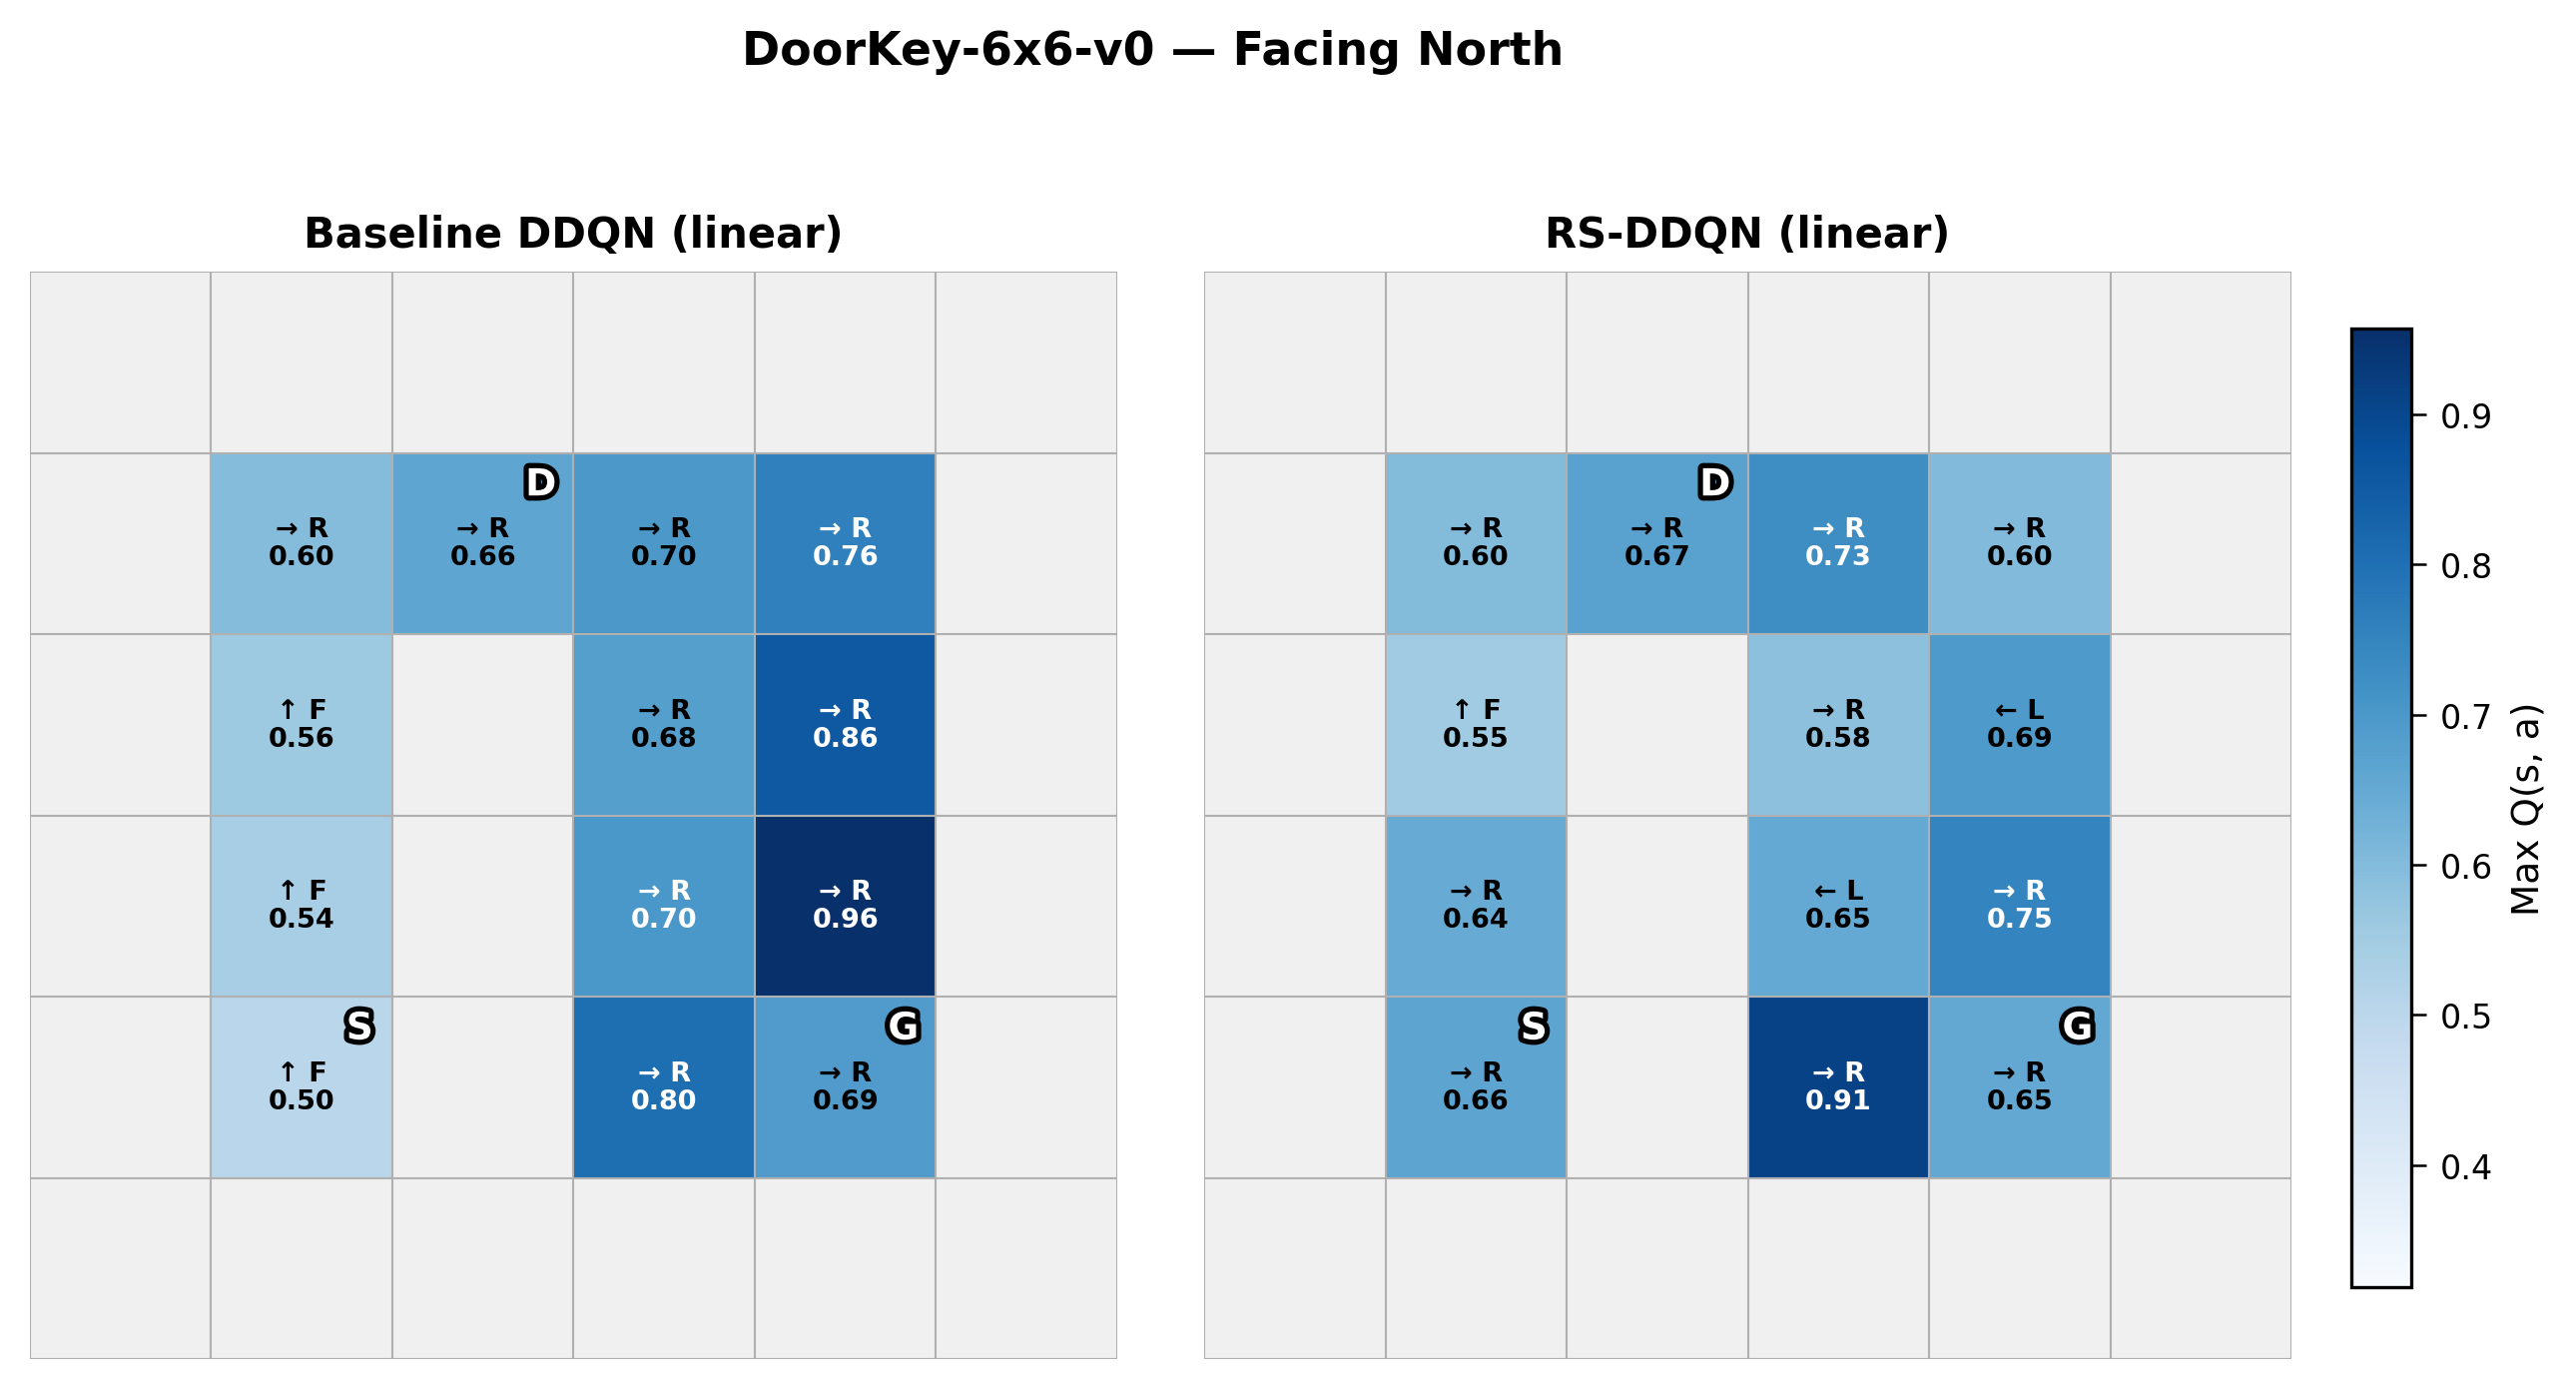 DoorKey-6x6-v0 — Facing North
Baseline DDQN (linear)
D
→ R
0.60
→ R
0.66
→ R
0.70
→ R
0.76
↑ F
0.56
→ R
0.68
→ R
0.86
↑ F
0.54
→ R
0.70
→ R
0.96
S
↑ F
0.50
→ R
0.80
G
→ R
0.69
RS-DDQN (linear)
D
→ R
0.60
→ R
0.67
→ R
0.73
→ R
0.60
↑ F
0.55
→ R
0.58
← L
0.69
→ R
0.64
← L
0.65
→ R
0.75
S
→ R
0.66
→ R
0.91
G
→ R
0.65
0.9
0.8
0.7
0.6
0.5
0.4
Max Q(s, a)